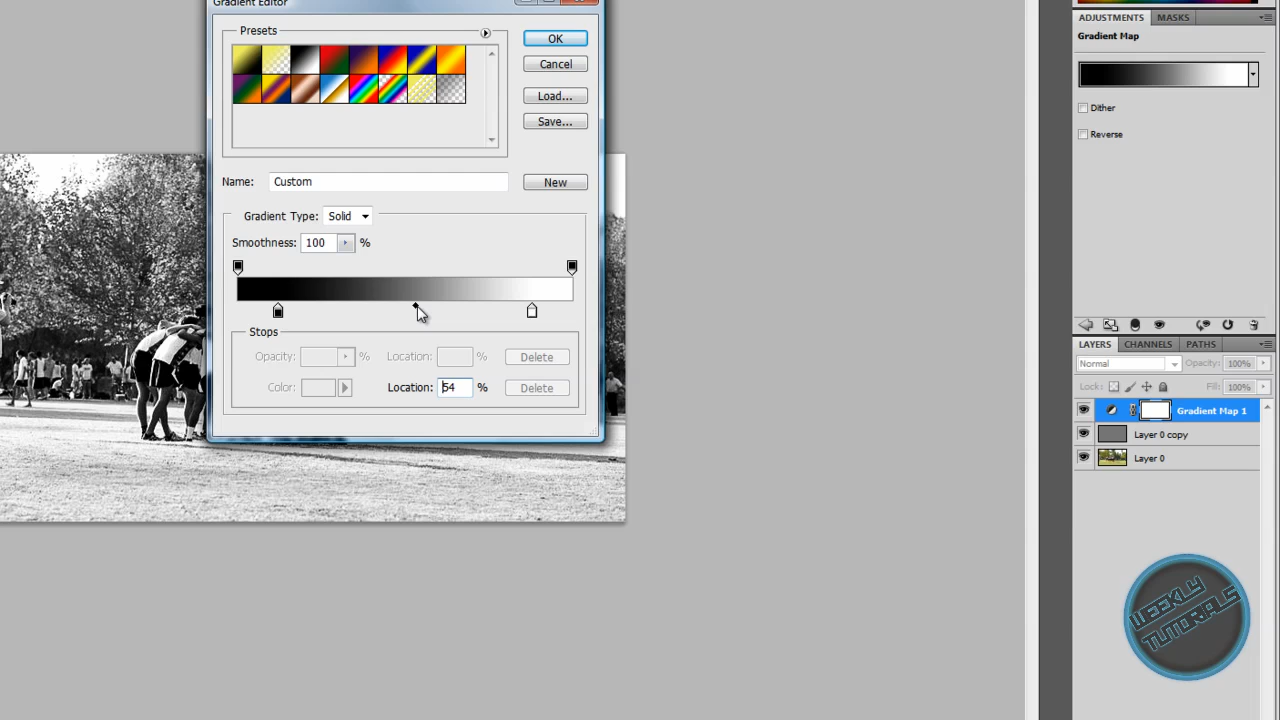 Gradient Editor
Presets
OK
Cancel
Load...
Save...
Name: Custom
New
Gradient Type: Solid
Smoothness: 100 %
Stops
Opacity: % Location: % Delete
Color: Location: 54 % Delete
ADJUSTMENTS MASKS
Gradient Map
Dither
Reverse
LAYERS CHANNELS PATHS
Normal Opacity: 100%
Lock: Fill: 100%
Gradient Map 1
Layer 0 copy
Layer 0
WEEKLY
TUTORIALS